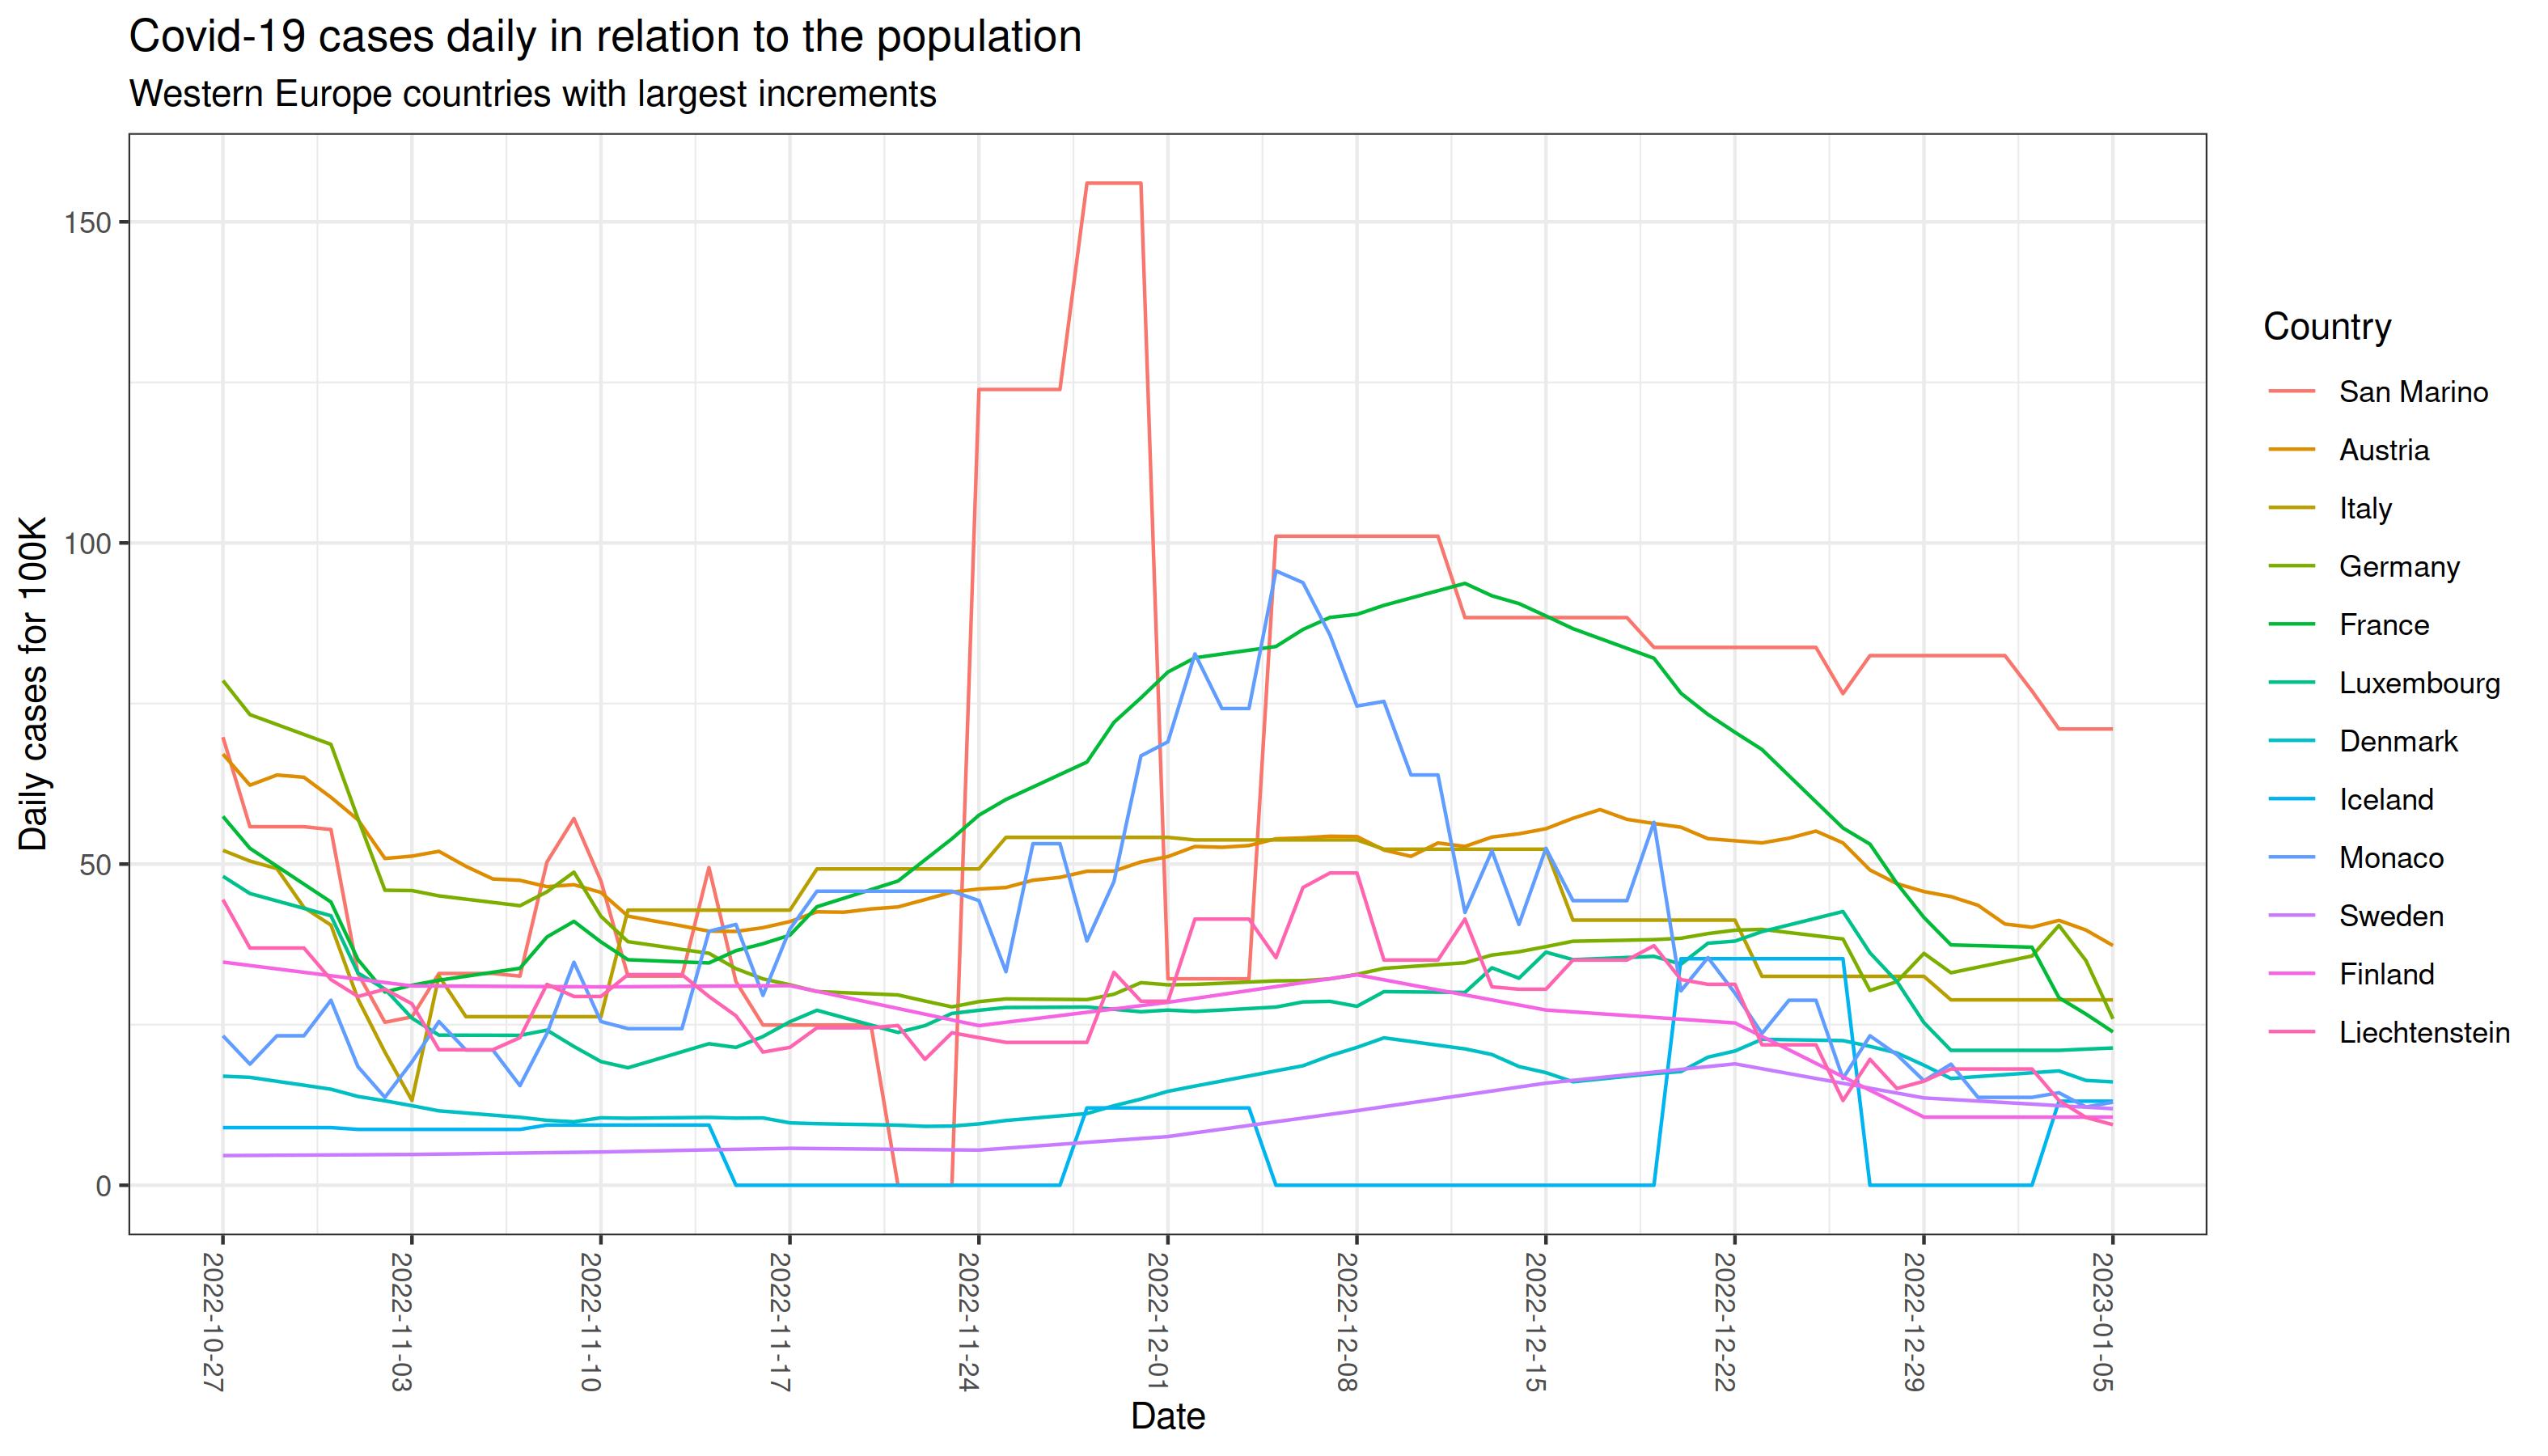 Covid-19 cases daily in relation to the population
Western Europe countries with largest increments
Daily cases for 100K
150
100
50
0
2022-10-27
2022-11-03
2022-11-10
2022-11-17
2022-11-24
2022-12-01
2022-12-08
2022-12-15
2022-12-22
2022-12-29
2023-01-05
Date
Country
San Marino
Austria
Italy
Germany
France
Luxembourg
Denmark
Iceland
Monaco
Sweden
Finland
Liechtenstein